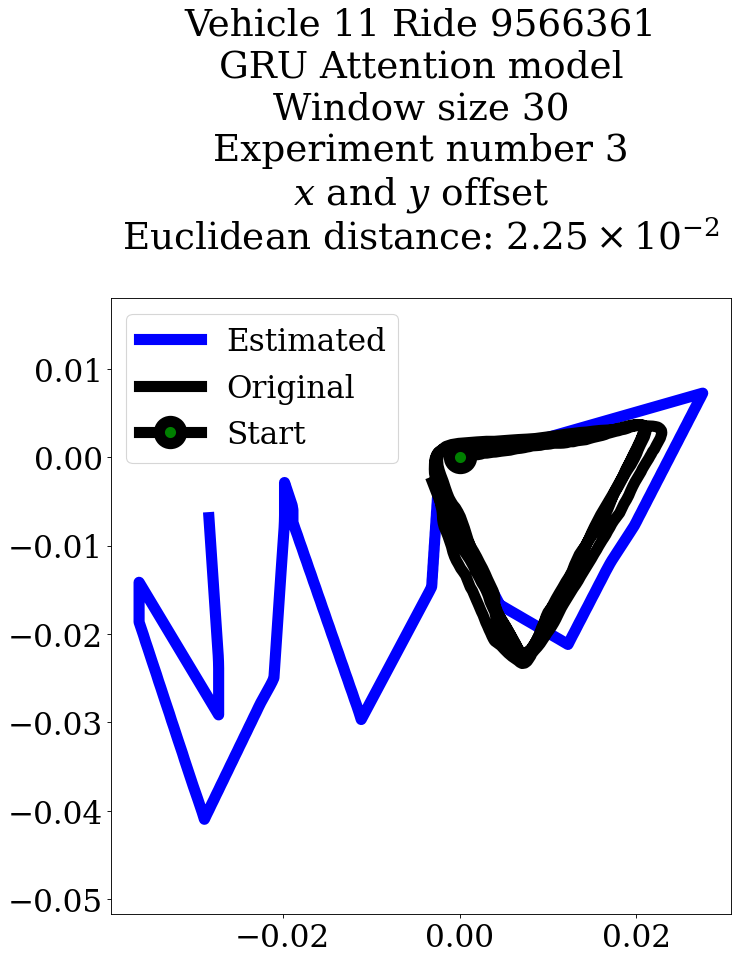 Vehicle 11 Ride 9566361
GRU Attention model
Window size 30
Experiment number 3
x and y offset
Euclidean distance: 2.25 × 10⁻²
Estimated
Original
Start
0.01
0.00
−0.01
−0.02
−0.03
−0.04
−0.05
−0.02 0.00 0.02